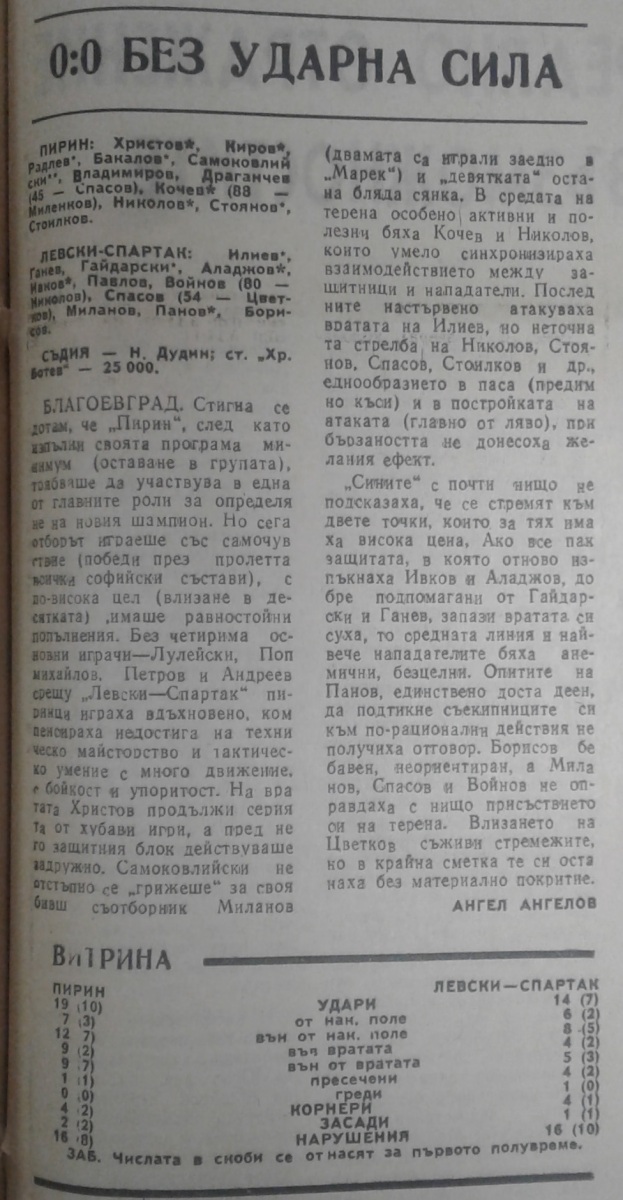 0:0 БЕЗ УДАРНА СИЛА
ПИРИН: Христов*, Киров*,
Радлев*, Бакалов*, Самоковлий
ски**, Владимиров, Драганчев
(45 — Спасов), Кочев* (88 —
Миленков), Николов*, Стоянов*,
Стоилков.
ЛЕВСКИ-СПАРТАК: Илиев*,
Ганев, Гайдарски*, Аладжов*,
Ивков*, Павлов, Войнов (80 —
Николов), Спасов (54 — Цвет-
ков), Миланов, Панов*, Бори-
сов.
СЪДИЯ — Н. Дудин; ст. „Хр.
Ботев“ — 25 000.
БЛАГОЕВГРАД. Стигна се
дотам, че „Пирин“, след като
изпълни своята програма ми-
нимум (оставане в групата),
трябваше да участвува в една
от главните роли за определя
не на новия шампион. Но сега
отборът играеше със самочув
ствие (победи през пролетта
всички софийски състави), с
по-висока цел (влизане в де-
сятката) ,имаше равностойни
попълнения. Без четирима ос-
новни играчи—Лулейски, Поп
михайлов, Петров и Андреев
срещу „Левски—Спартак“ пи-
ринци играха вдъхновено, ком
пенсираха недостига на техни
ческо майсторство и тактичес-
ко умение с много движение,
с бойкост и упоритост. На вра
тата Христов продължи серия
та от хубави игри, а пред не
го защитния блок действуваше
задружно. Самоковлийски не
отстъпно се „грижеше“ за своя
бивш съотборник Миланов
(двамата са играли заедно в
„Марек“) и „девятката“ оста-
на бляда сянка. В средата на
терена особено активни и по-
лезни бяха Кочев и Николов,
които умело синхронизираха
взаимодействието между за-
щитници и нападатели. Послед
ните настървено атакуваха
вратата на Илиев, но неточна
та стрелба на Николов, Стоя-
нов, Спасов, Стоилков и др.,
еднообразието в паса (предим
но къси) и в постройката на
атаката (главно от ляво), при
бързаността не донесоха же-
лания ефект.
„Сините“ с почти нищо не
подсказаха, че се стремят към
двете точки, които за тях има
ха висока цена. Ако все пак
защитата, в която отново из-
пъкнаха Ивков и Аладжов, до
бре подпомагани от Гайдар-
ски и Ганев, запази вратата си
суха, то средната линия и най-
вече нападателите бяха ане-
мични, безцелни. Опитите на
Панов, единствено доста деен,
да подтикне съекипниците си
към по-рационални действия не
получиха отговор. Борисов бе
бавен, неориентиран, а Мила
нов, Спасов и Войнов не оп-
равдаха с нищо присъствието
си на терена. Влизането на
Цветков съживи стремежите,
но в крайна сметка те си оста
наха без материално покритие.
АНГЕЛ АНГЕЛОВ
ВИТРИНА
ПИРИН ЛЕВСКИ—СПАРТАК
19 (10) УДАРИ 14 (7)
7 (3) от нак. поле 6 (2)
12 7) вън от нак. поле 8 (5)
9 (2) във вратата 4 (2)
9 (7) вън от вратата 5 (3)
1 (1) пресечени 4 (2)
0 (0) греди 1 (0)
4 (2) КОРНЕРИ 4 (1)
2 (2) ЗАСАДИ 1 (1)
16 (8) НАРУШЕНИЯ 16 (10)
ЗАБ. Числата в скоби се отнасят за първото полувреме.